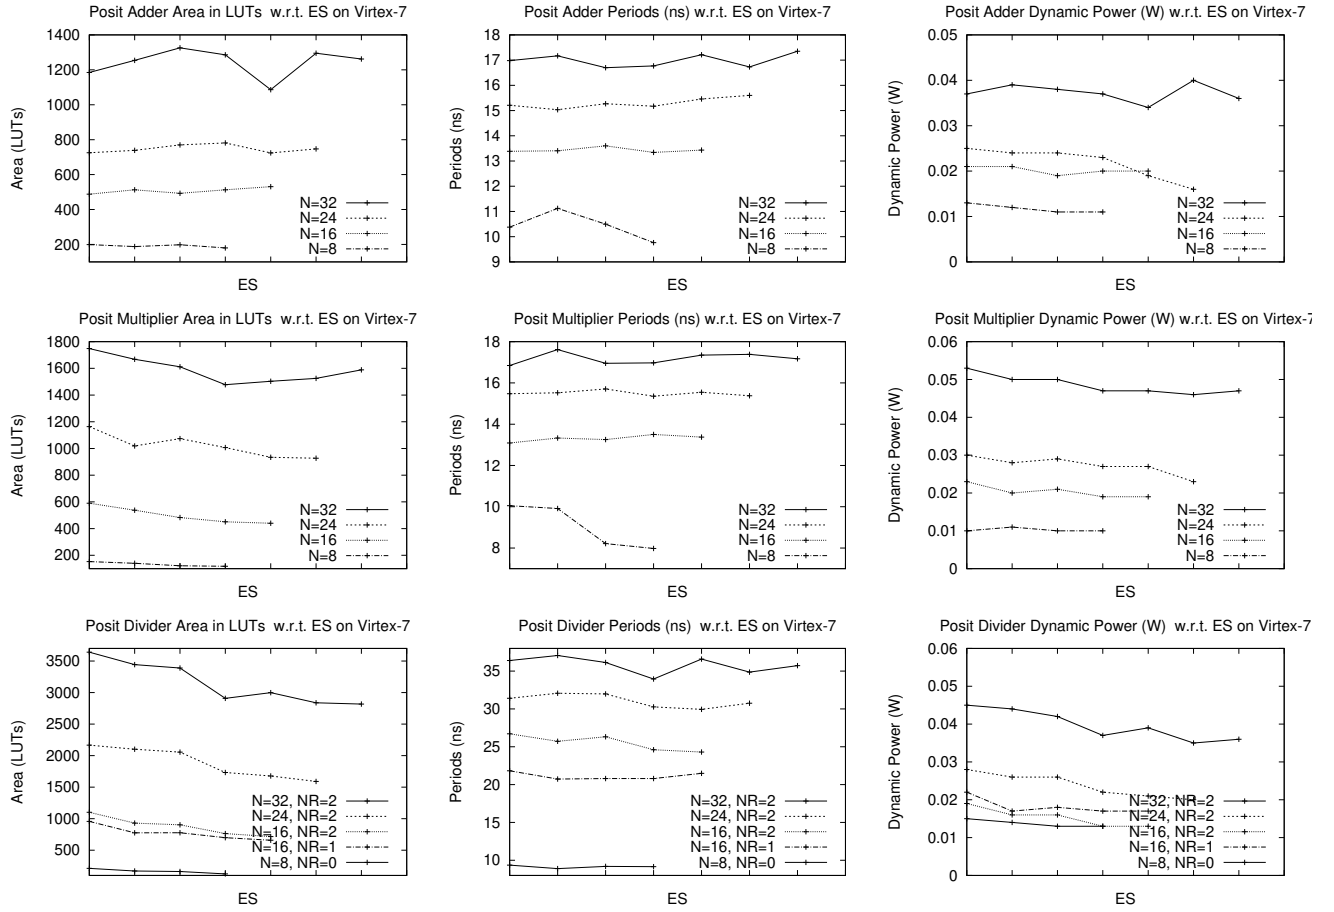 Posit Adder Area in LUTs w.r.t. ES on Virtex-7
1400
1200
1000
800
600
400
200
Area (LUTs)
ES
N=32
N=24
N=16
N=8
Posit Adder Periods (ns) w.r.t. ES on Virtex-7
18
17
16
15
14
13
12
11
10
9
Periods (ns)
ES
N=32
N=24
N=16
N=8
Posit Adder Dynamic Power (W) w.r.t. ES on Virtex-7
0.05
0.04
0.03
0.02
0.01
0
Dynamic Power (W)
ES
N=32
N=24
N=16
N=8
Posit Multiplier Area in LUTs w.r.t. ES on Virtex-7
1800
1600
1400
1200
1000
800
600
400
200
Area (LUTs)
ES
N=32
N=24
N=16
N=8
Posit Multiplier Periods (ns) w.r.t. ES on Virtex-7
18
16
14
12
10
8
Periods (ns)
ES
N=32
N=24
N=16
N=8
Posit Multiplier Dynamic Power (W) w.r.t. ES on Virtex-7
0.06
0.05
0.04
0.03
0.02
0.01
0
Dynamic Power (W)
ES
N=32
N=24
N=16
N=8
Posit Divider Area in LUTs w.r.t. ES on Virtex-7
3500
3000
2500
2000
1500
1000
500
Area (LUTs)
ES
N=32, NR=2
N=24, NR=2
N=16, NR=2
N=16, NR=1
N=8, NR=0
Posit Divider Periods (ns) w.r.t. ES on Virtex-7
35
30
25
20
15
10
Periods (ns)
ES
N=32, NR=2
N=24, NR=2
N=16, NR=2
N=16, NR=1
N=8, NR=0
Posit Divider Dynamic Power (W) w.r.t. ES on Virtex-7
0.06
0.05
0.04
0.03
0.02
0.01
0
Dynamic Power (W)
ES
N=32, NR=2
N=24, NR=2
N=16, NR=2
N=16, NR=1
N=8, NR=0